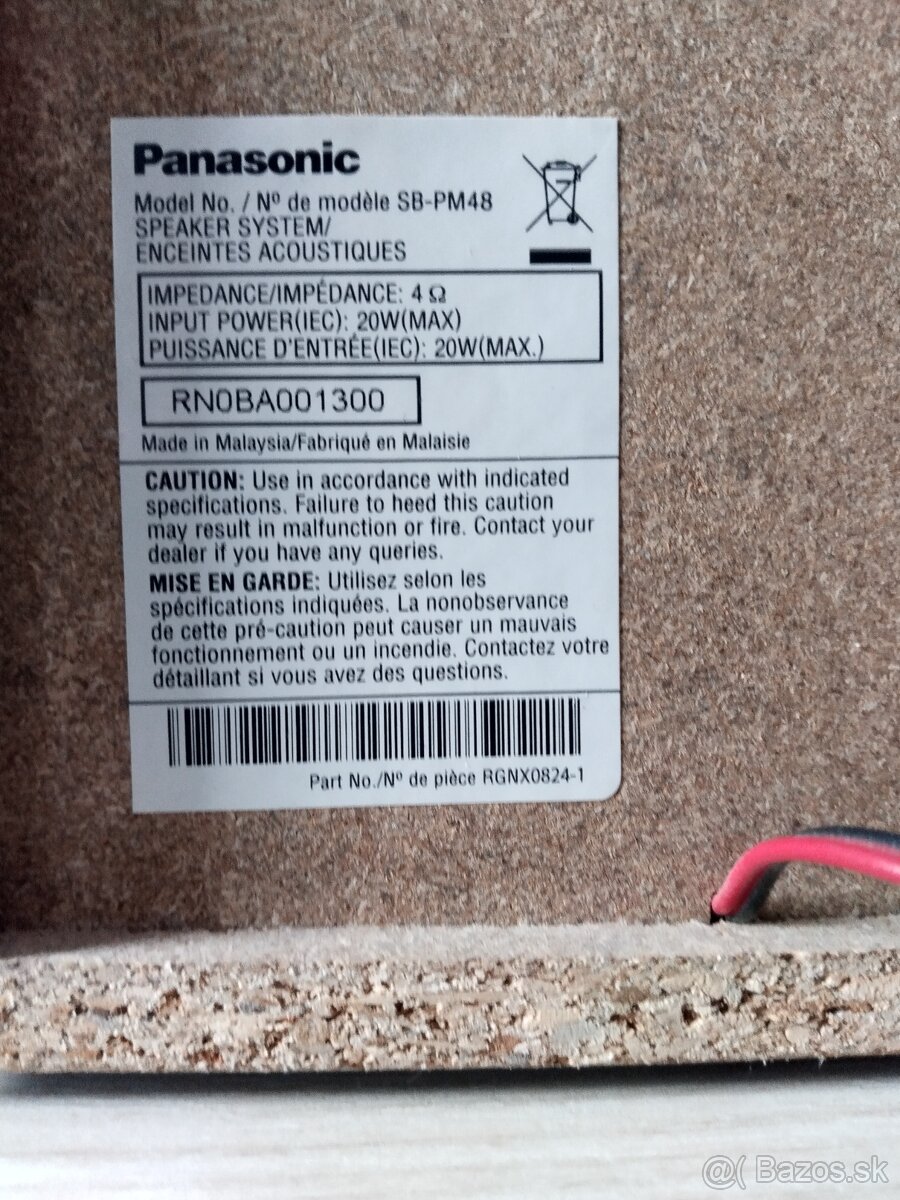 Panasonic
Model No. / Nº de modèle SB-PM48
SPEAKER SYSTEM/
ENCEINTES ACOUSTIQUES
IMPEDANCE/IMPÉDANCE: 4 Ω
INPUT POWER(IEC): 20W(MAX)
PUISSANCE D'ENTRÉE(IEC): 20W(MAX.)
RN0BA001300
Made in Malaysia/Fabriqué en Malaisie
CAUTION: Use in accordance with indicated
specifications. Failure to heed this caution
may result in malfunction or fire. Contact your
dealer if you have any queries.
MISE EN GARDE: Utilisez selon les
spécifications indiquées. La nonobservance
de cette pré-caution peut causer un mauvais
fonctionnement ou un incendie. Contactez votre
détaillant si vous avez des questions.
Part No./Nº de pièce RGNX0824-1
@( Bazos.sk